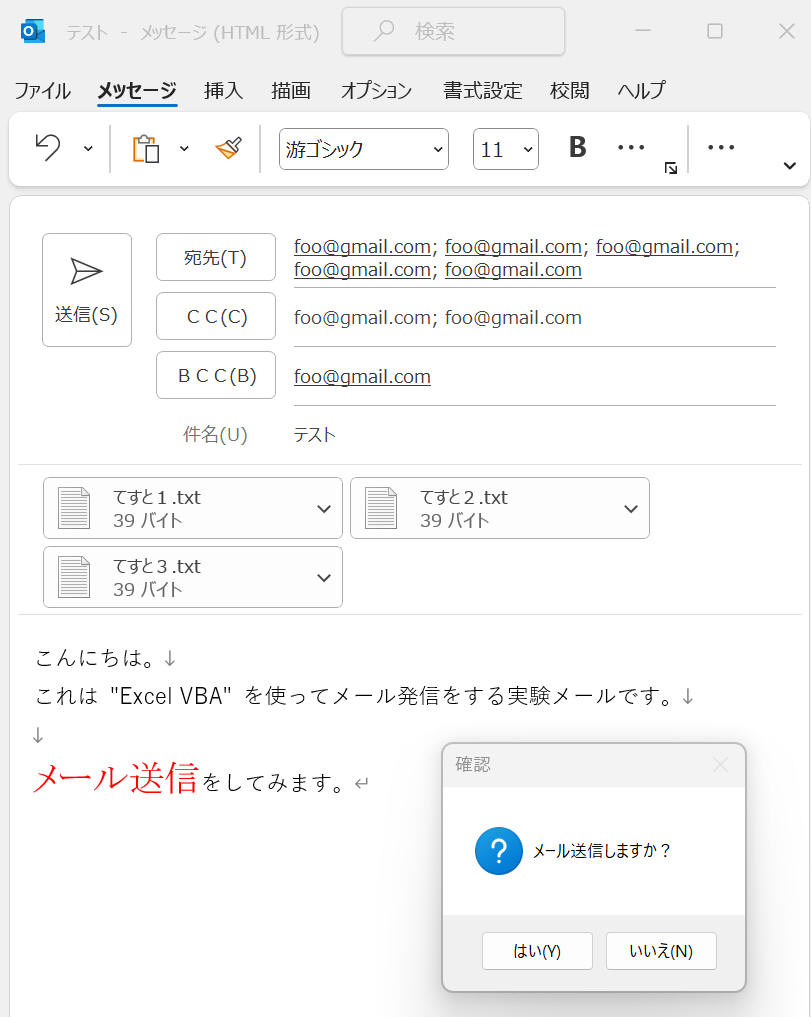 テスト - メッセージ (HTML 形式)
検索
ファイル メッセージ 挿入 描画 オプション 書式設定 校閲 ヘルプ
游ゴシック 11 B ... ...
送信(S)
宛先(T)
foo@gmail.com; foo@gmail.com; foo@gmail.com;
foo@gmail.com; foo@gmail.com
ＣＣ(C)
foo@gmail.com; foo@gmail.com
ＢＣＣ(B)
foo@gmail.com
件名(U)
テスト
てすと１.txt
39 バイト
てすと２.txt
39 バイト
てすと３.txt
39 バイト
こんにちは。↓
これは "Excel VBA" を使ってメール発信をする実験メールです。↓
↓
メール送信をしてみます。↵
確認
?
メール送信しますか？
はい(Y)
いいえ(N)